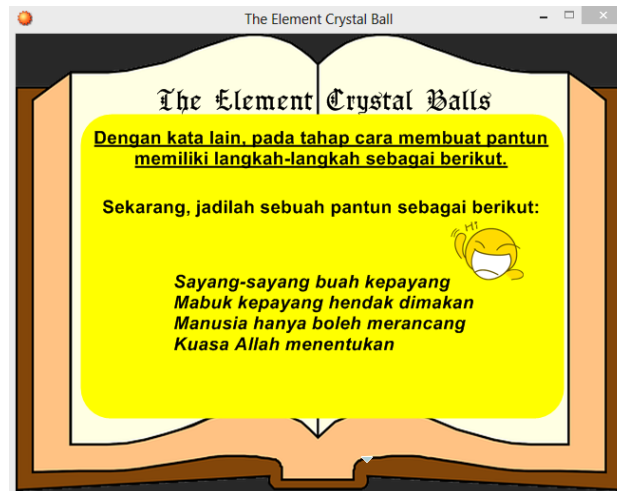 The Element Crystal Ball
The Element Crystal Balls
Dengan kata lain, pada tahap cara membuat pantun
memiliki langkah-langkah sebagai berikut.
Sekarang, jadilah sebuah pantun sebagai berikut:
HI
Sayang-sayang buah kepayang
Mabuk kepayang hendak dimakan
Manusia hanya boleh merancang
Kuasa Allah menentukan